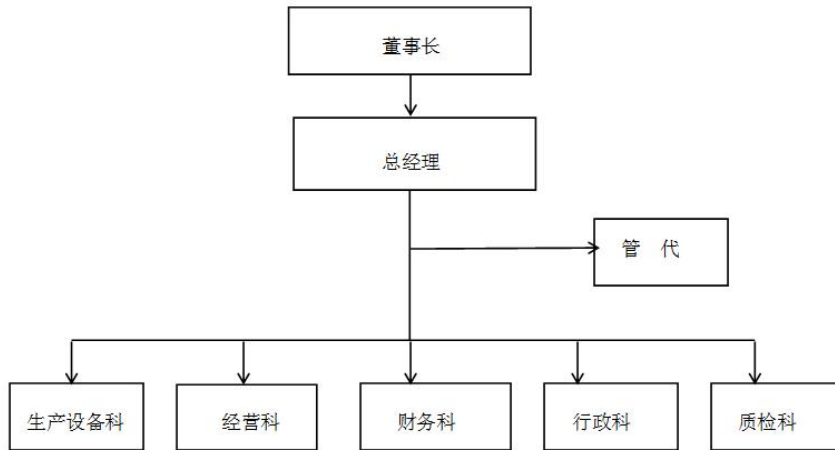 董事长
总经理
管 代
生产设备科
经营科
财务科
行政科
质检科